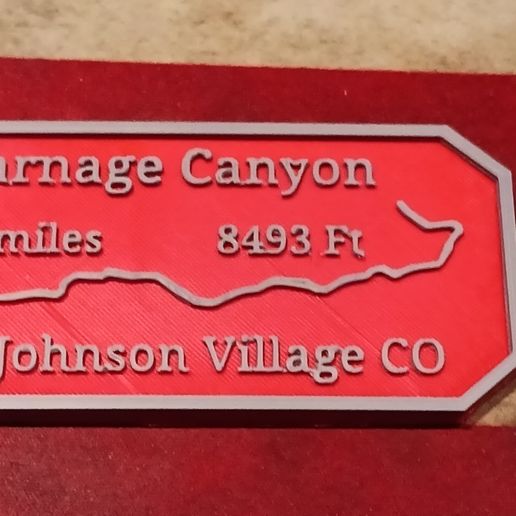 arnage Canyon
miles 8493 Ft
Johnson Village CO